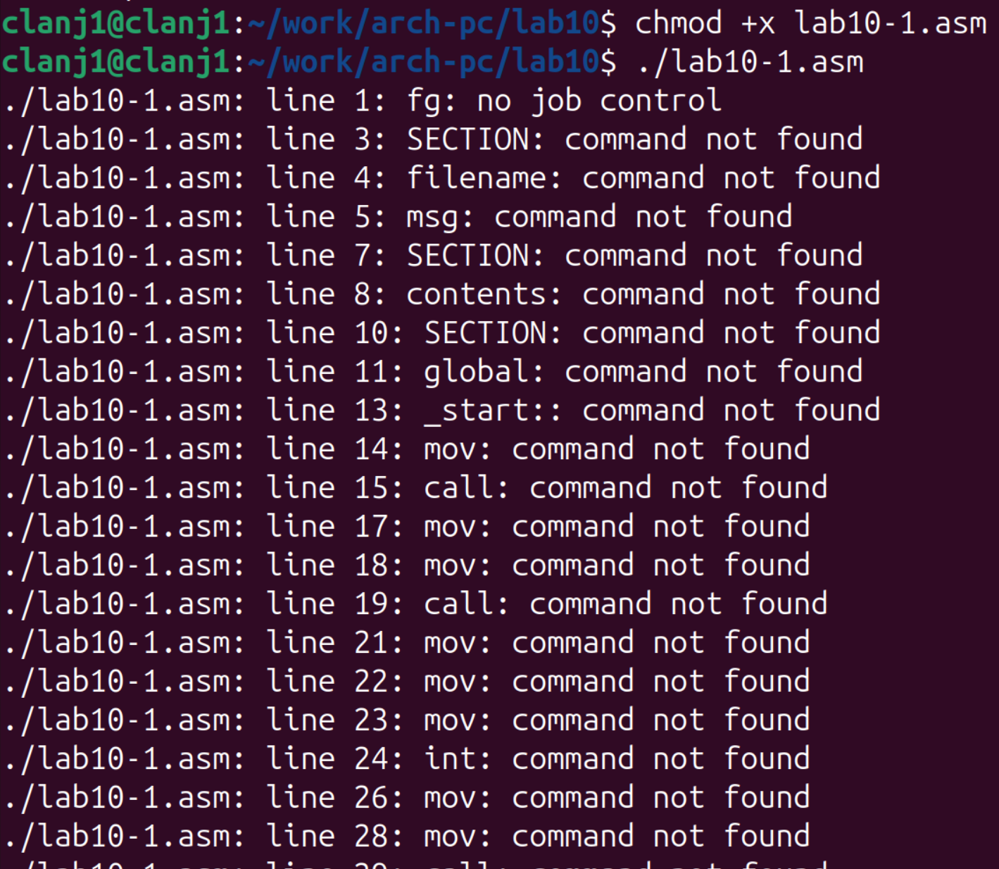 clanj1@clanj1:~/work/arch-pc/lab10$ chmod +x lab10-1.asm
clanj1@clanj1:~/work/arch-pc/lab10$ ./lab10-1.asm
./lab10-1.asm: line 1: fg: no job control
./lab10-1.asm: line 3: SECTION: command not found
./lab10-1.asm: line 4: filename: command not found
./lab10-1.asm: line 5: msg: command not found
./lab10-1.asm: line 7: SECTION: command not found
./lab10-1.asm: line 8: contents: command not found
./lab10-1.asm: line 10: SECTION: command not found
./lab10-1.asm: line 11: global: command not found
./lab10-1.asm: line 13: _start:: command not found
./lab10-1.asm: line 14: mov: command not found
./lab10-1.asm: line 15: call: command not found
./lab10-1.asm: line 17: mov: command not found
./lab10-1.asm: line 18: mov: command not found
./lab10-1.asm: line 19: call: command not found
./lab10-1.asm: line 21: mov: command not found
./lab10-1.asm: line 22: mov: command not found
./lab10-1.asm: line 23: mov: command not found
./lab10-1.asm: line 24: int: command not found
./lab10-1.asm: line 26: mov: command not found
./lab10-1.asm: line 28: mov: command not found
./lab10-1.asm: line 29: call: command not found